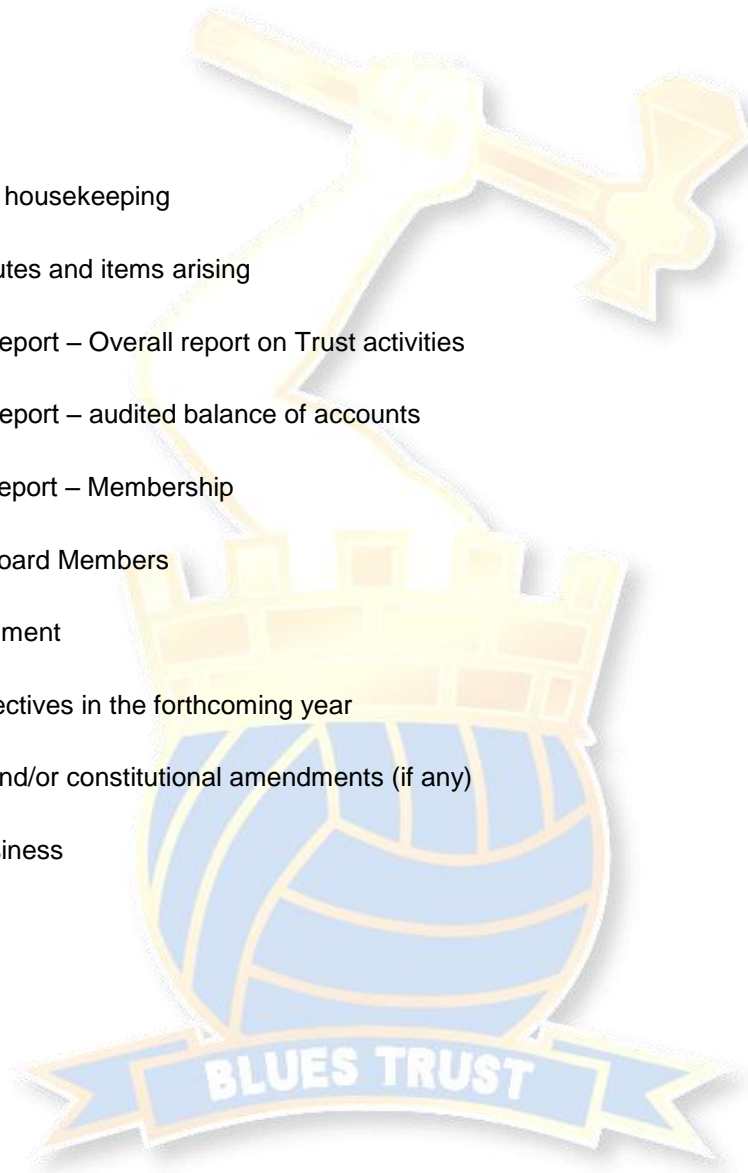 housekeeping
utes and items arising
eport – Overall report on Trust activities
eport – audited balance of accounts
eport – Membership
oard Members
ment
ectives in the forthcoming year
nd/or constitutional amendments (if any)
siness
BLUES TRUST